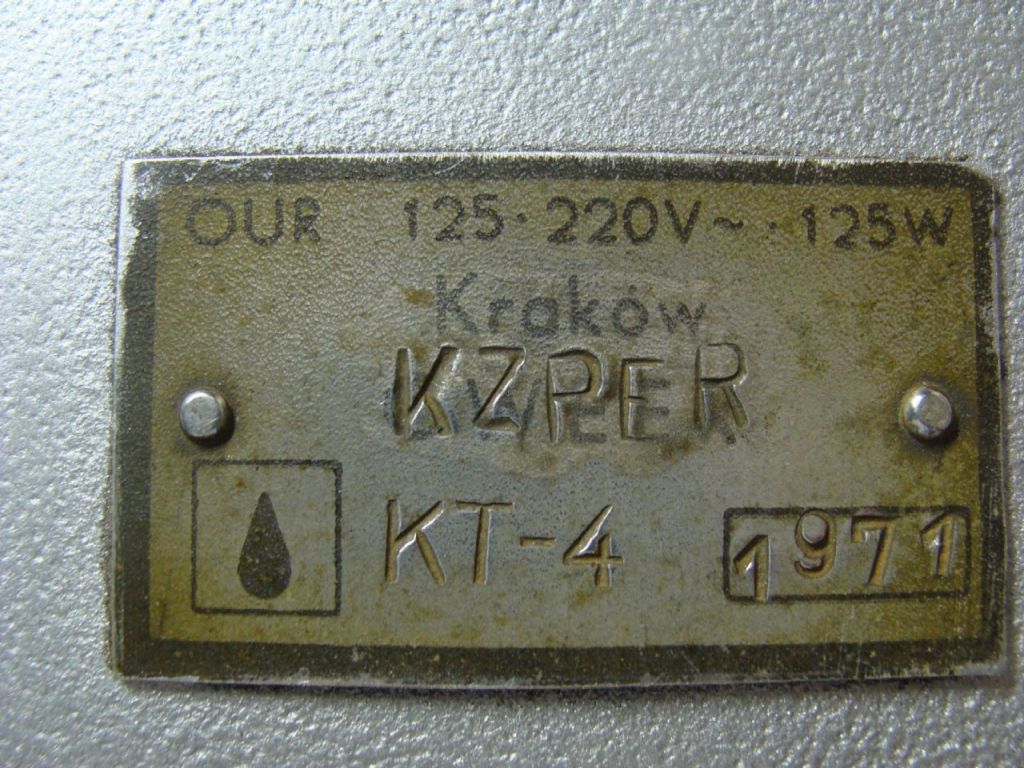 OUR 125·220V~·125W
Kraków
KZPER
KT-4 1971